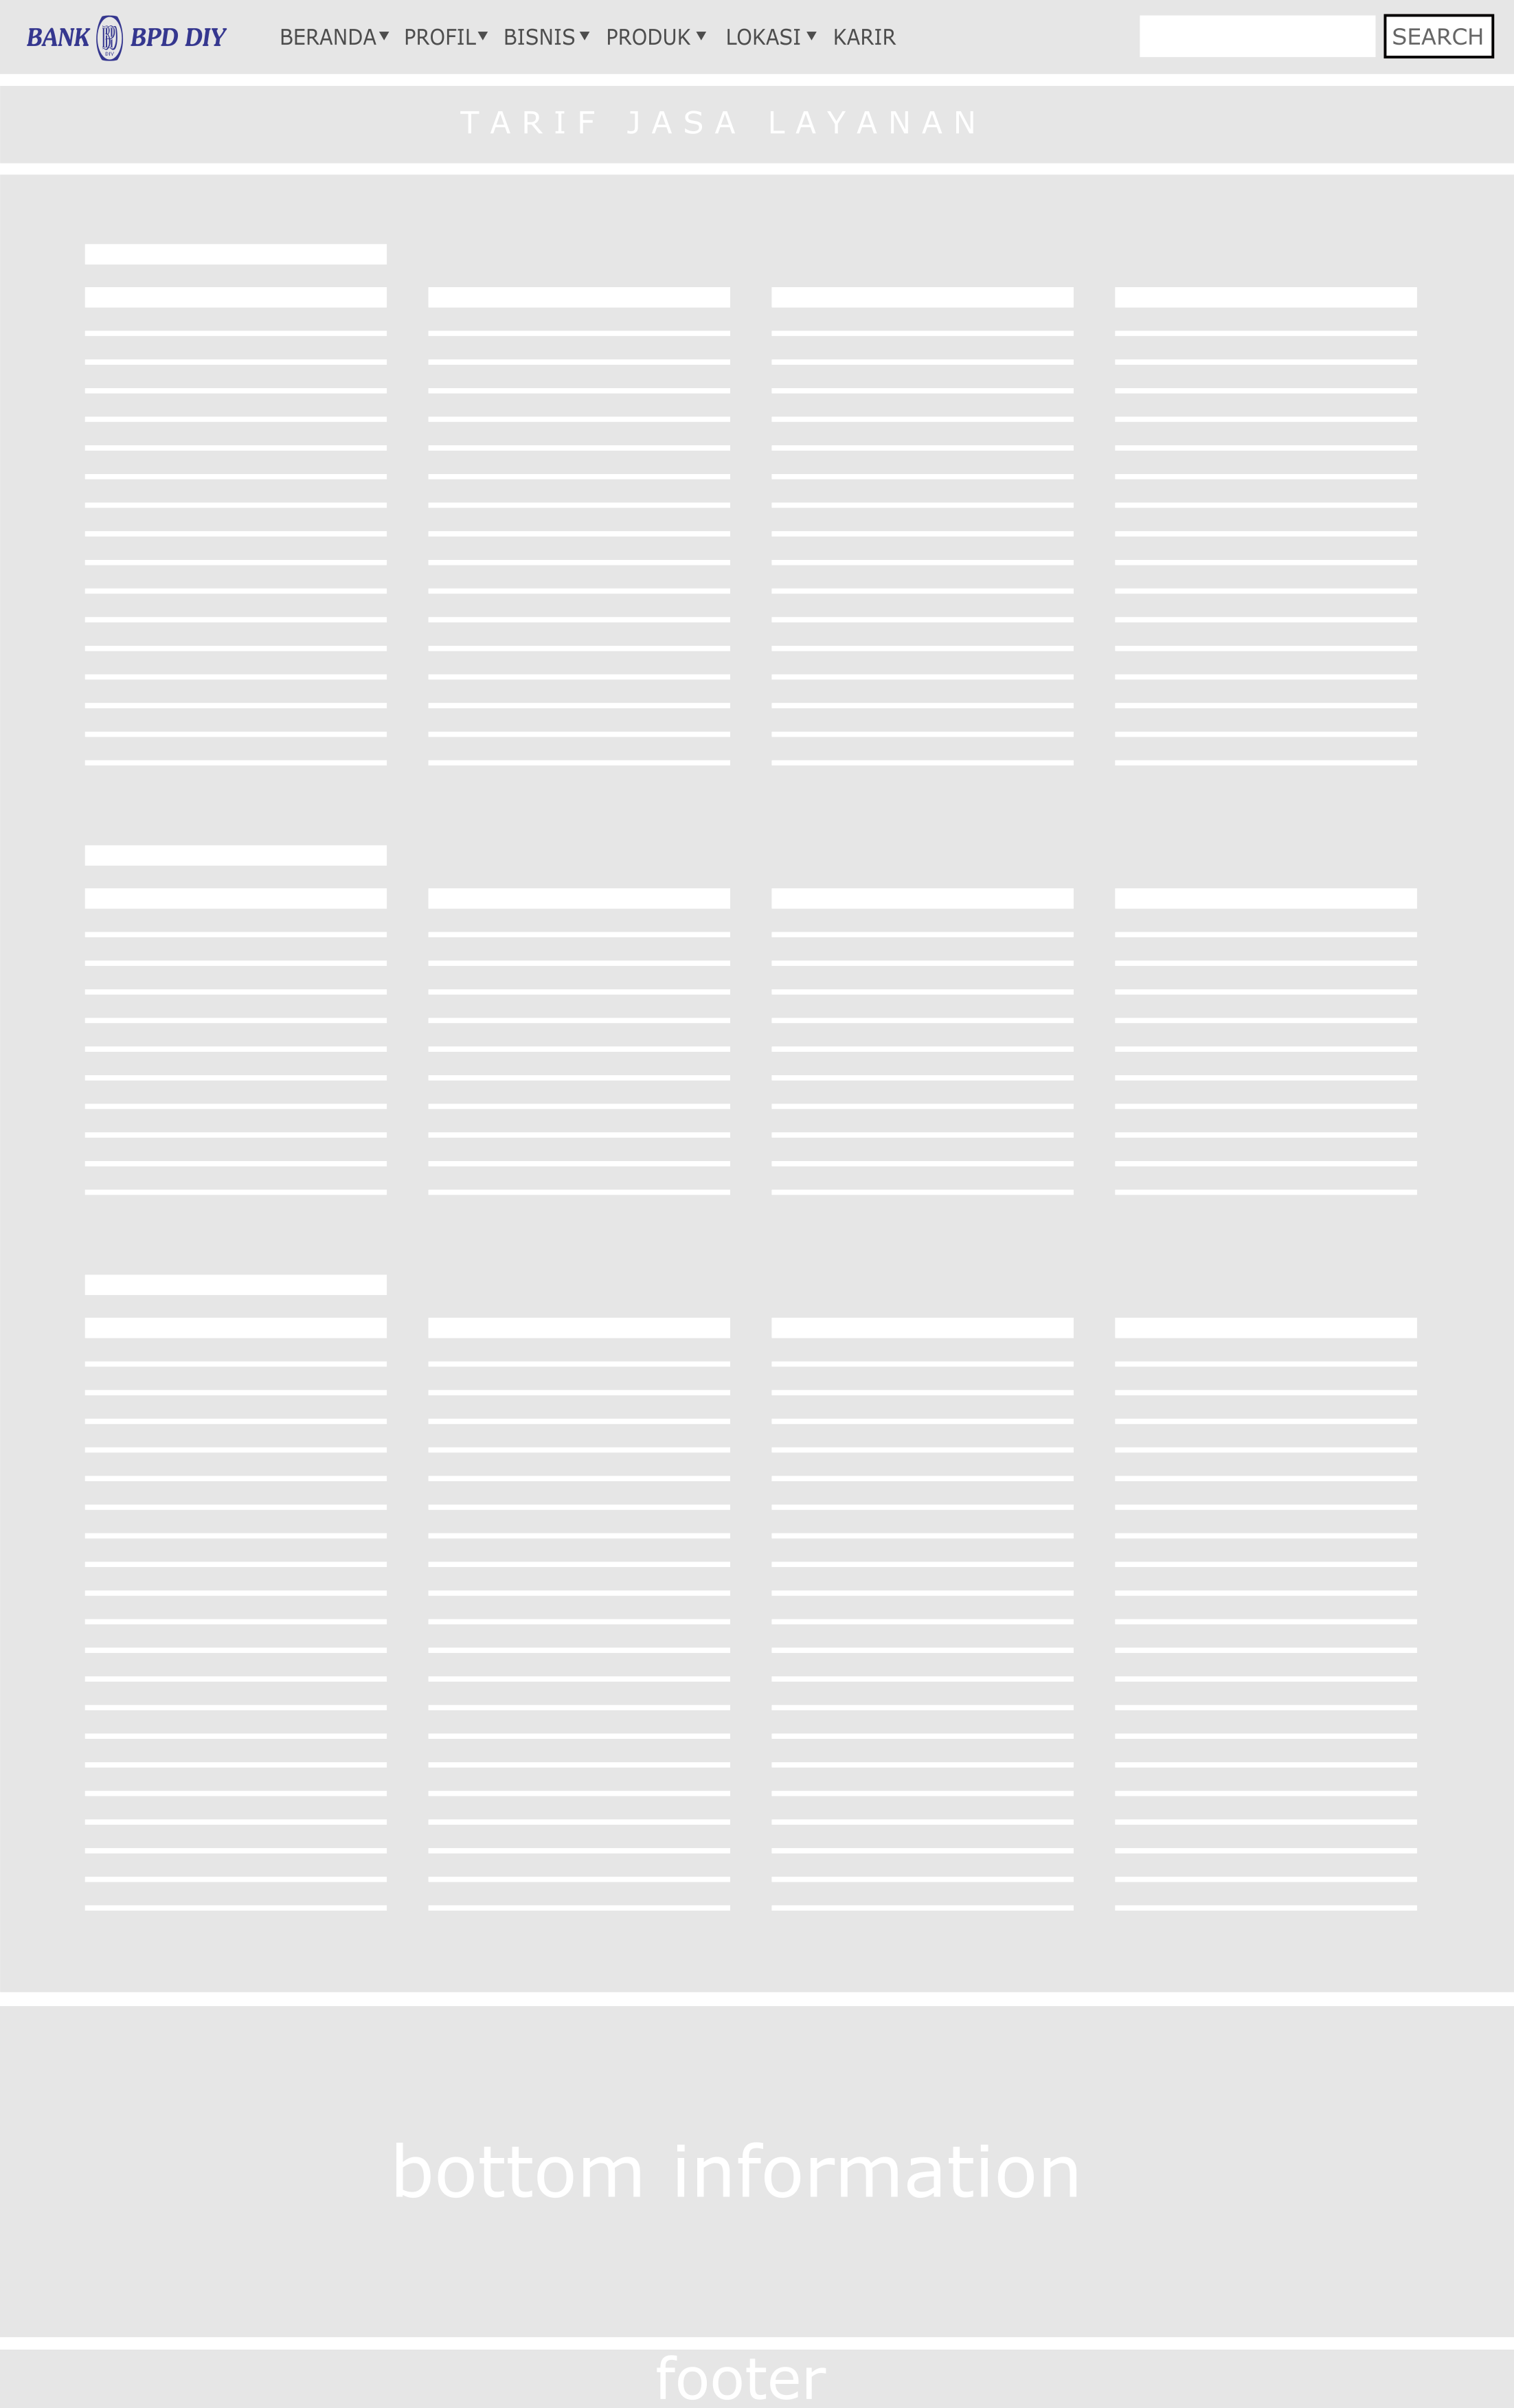 BANK BPD DIY BERANDA PROFIL BISNIS PRODUK LOKASI KARIR SEARCH
TARIF JASA LAYANAN
bottom information
footer